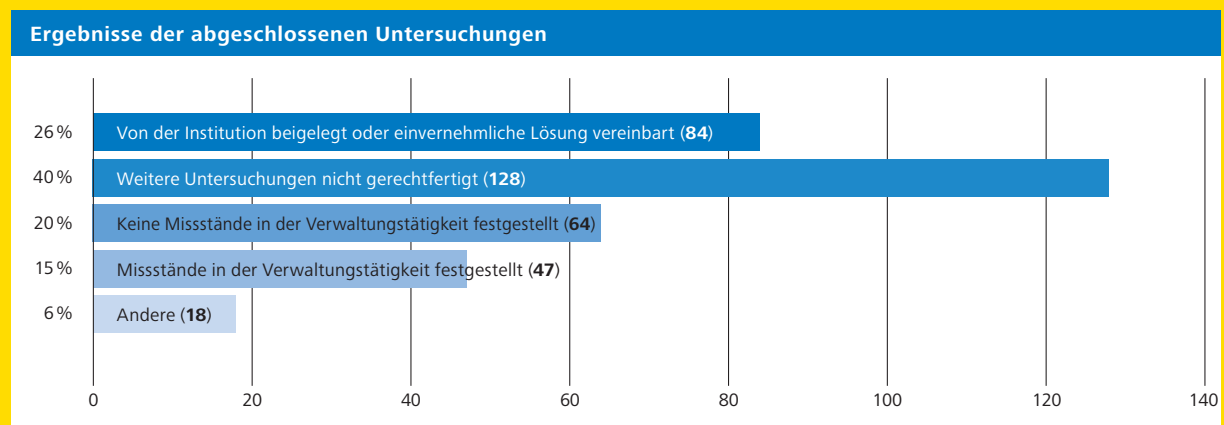 Ergebnisse der abgeschlossenen Untersuchungen
26 % Von der Institution beigelegt oder einvernehmliche Lösung vereinbart (84)
40 % Weitere Untersuchungen nicht gerechtfertigt (128)
20 % Keine Missstände in der Verwaltungstätigkeit festgestellt (64)
15 % Missstände in der Verwaltungstätigkeit festgestellt (47)
6 % Andere (18)
0 20 40 60 80 100 120 140